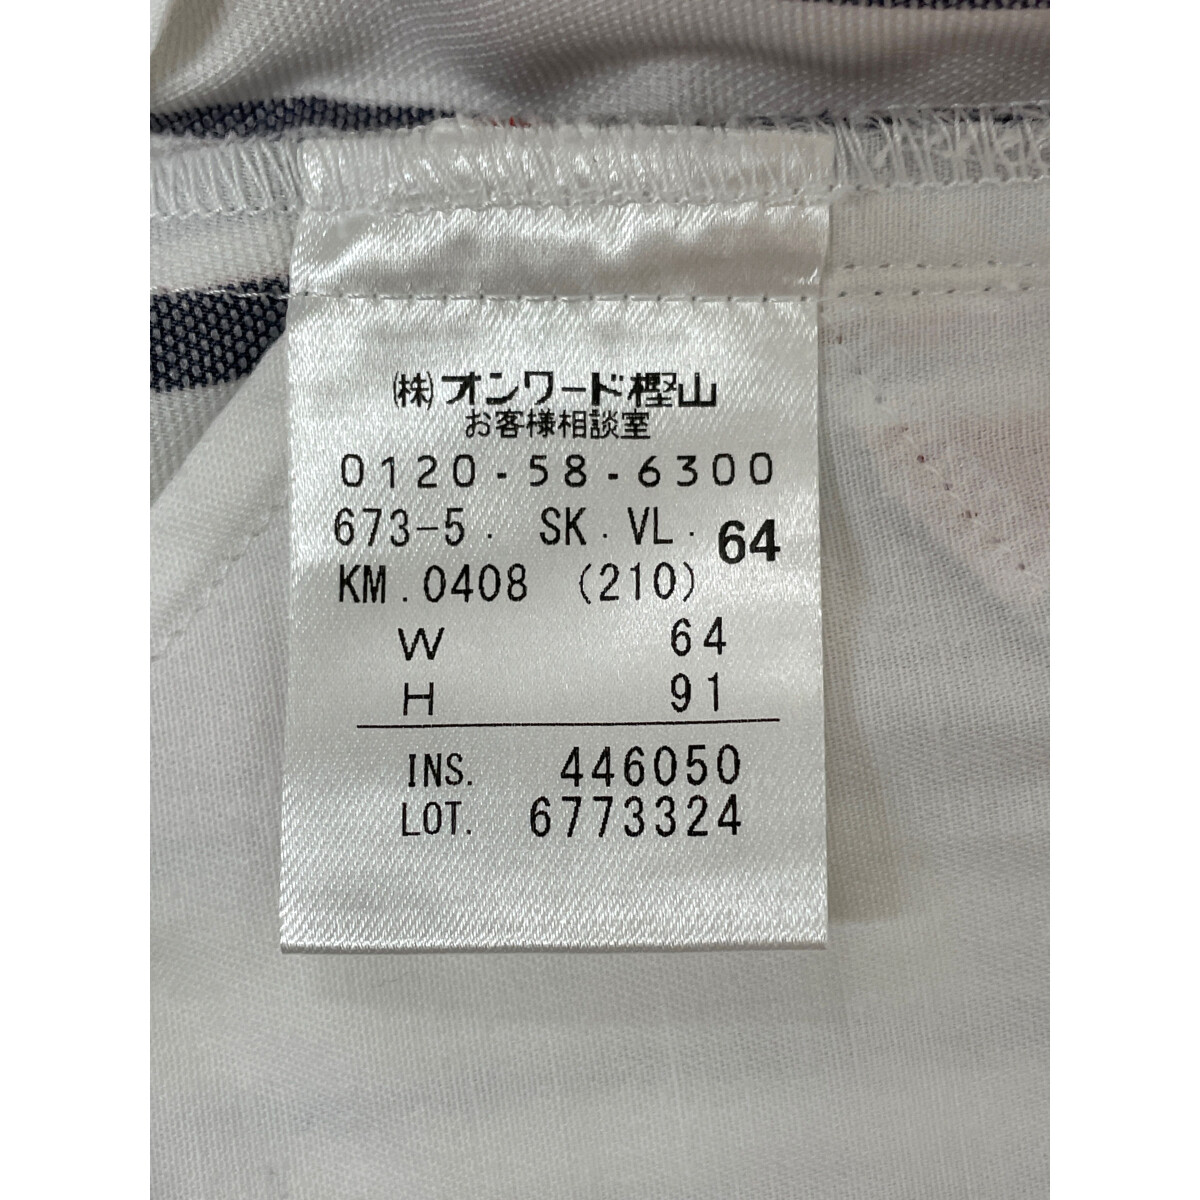 (株)オンワード樫山
お客様相談室
0120-58-6300
673-5. SK.VL. 64
KM.0408 (210)
W 64
H 91
INS. 446050
LOT. 6773324